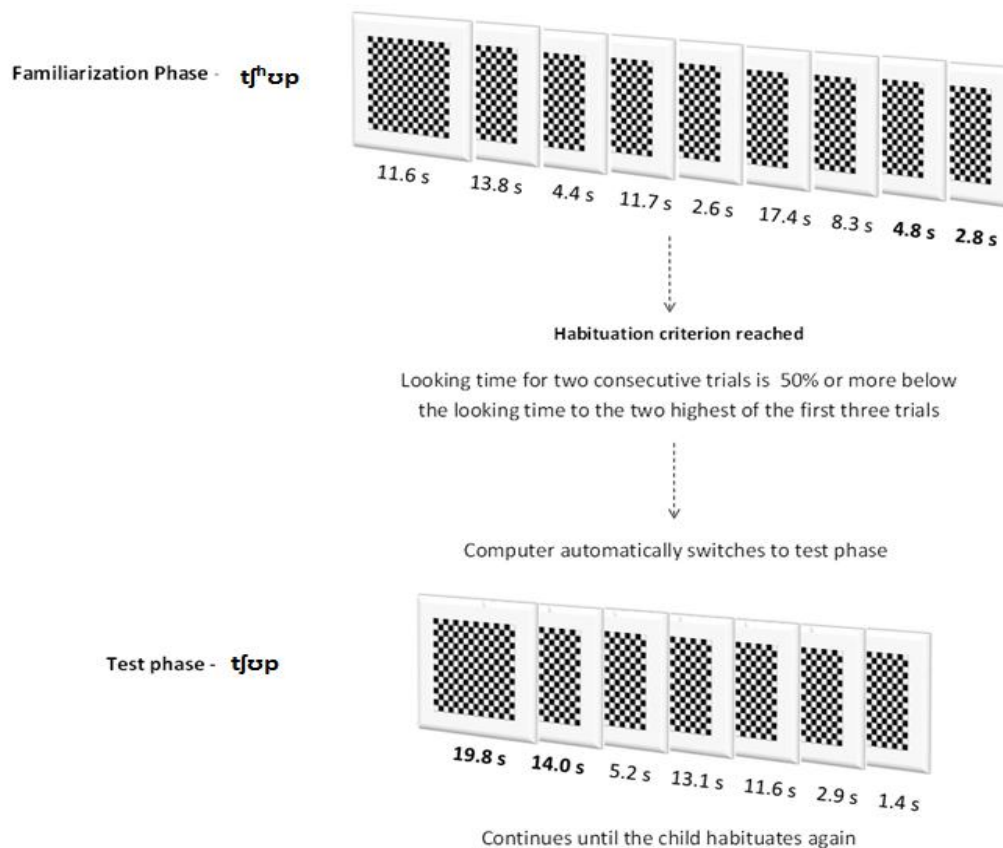 Familiarization Phase - tʃʰʊp
11.6 s 13.8 s 4.4 s 11.7 s 2.6 s 17.4 s 8.3 s 4.8 s 2.8 s
Habituation criterion reached
Looking time for two consecutive trials is 50% or more below
the looking time to the two highest of the first three trials
Computer automatically switches to test phase
Test phase - tʃʊp
19.8 s 14.0 s 5.2 s 13.1 s 11.6 s 2.9 s 1.4 s
Continues until the child habituates again